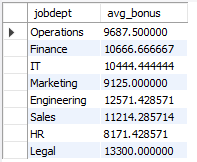 jobdept avg_bonus
Operations 9687.500000
Finance 10666.666667
IT 10444.444444
Marketing 9125.000000
Engineering 12571.428571
Sales 11214.285714
HR 8171.428571
Legal 13300.000000